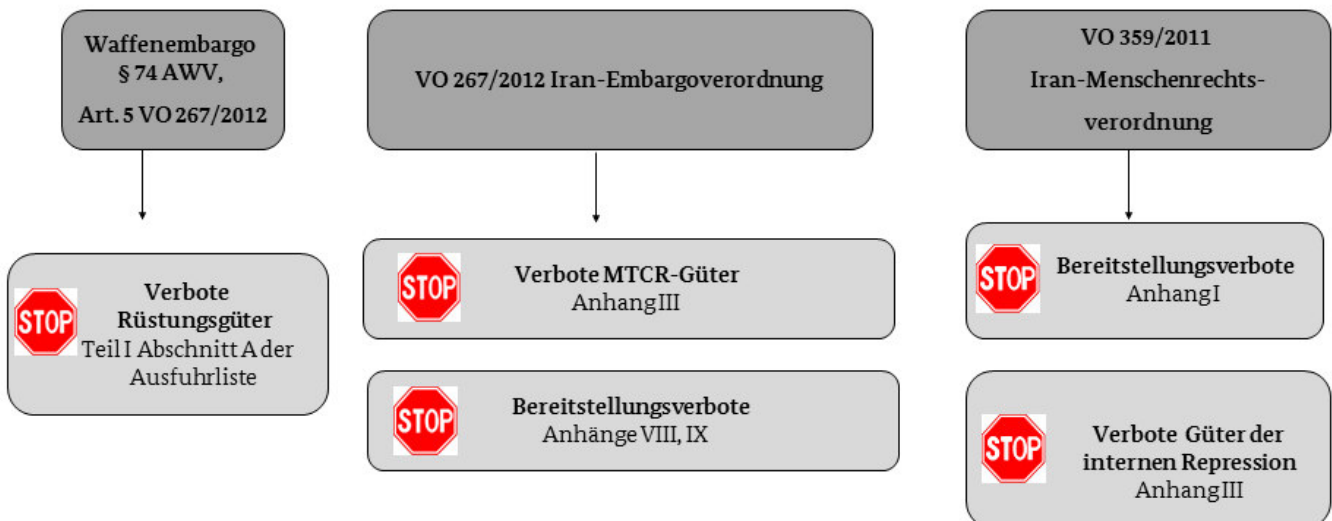 Waffenembargo
§ 74 AWV,
Art. 5 VO 267/2012
VO 267/2012 Iran-Embargoverordnung
VO 359/2011
Iran-Menschenrechts-
verordnung
STOP
Verbote
Rüstungsgüter
Teil I Abschnitt A der
Ausfuhrliste
STOP
Verbote MTCR-Güter
Anhang III
STOP
Bereitstellungsverbote
Anhänge VIII, IX
STOP
Bereitstellungsverbote
Anhang I
STOP
Verbote Güter der
internen Repression
Anhang III